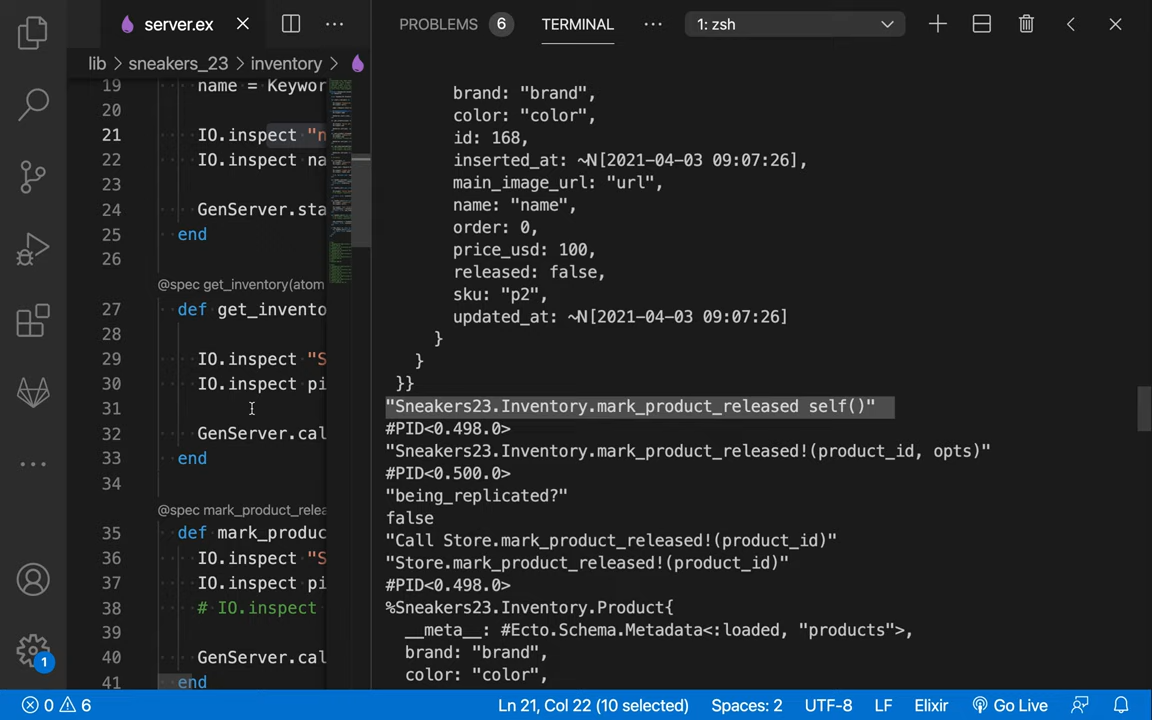 server.ex
PROBLEMS 6 TERMINAL 1: zsh
lib > sneakers_23 > inventory >
19 name = Keywor
20
21 IO.inspect "n
22 IO.inspect na
23
24 GenServer.sta
25 end
26
@spec get_inventory(atom
27 def get_invento
28
29 IO.inspect "S
30 IO.inspect pi
31
32 GenServer.cal
33 end
34
@spec mark_product_relea
35 def mark_produc
36 IO.inspect "S
37 IO.inspect pi
38 # IO.inspect
39
40 GenServer.cal
41 end
brand: "brand",
color: "color",
id: 168,
inserted_at: ~N[2021-04-03 09:07:26],
main_image_url: "url",
name: "name",
order: 0,
price_usd: 100,
released: false,
sku: "p2",
updated_at: ~N[2021-04-03 09:07:26]
}
}
}}
"Sneakers23.Inventory.mark_product_released self()"
#PID<0.498.0>
"Sneakers23.Inventory.mark_product_released!(product_id, opts)"
#PID<0.500.0>
"being_replicated?"
false
"Call Store.mark_product_released!(product_id)"
"Store.mark_product_released!(product_id)"
#PID<0.498.0>
%Sneakers23.Inventory.Product{
__meta__: #Ecto.Schema.Metadata<:loaded, "products">,
brand: "brand",
color: "color",
1
0 6 Ln 21, Col 22 (10 selected) Spaces: 2 UTF-8 LF Elixir Go Live